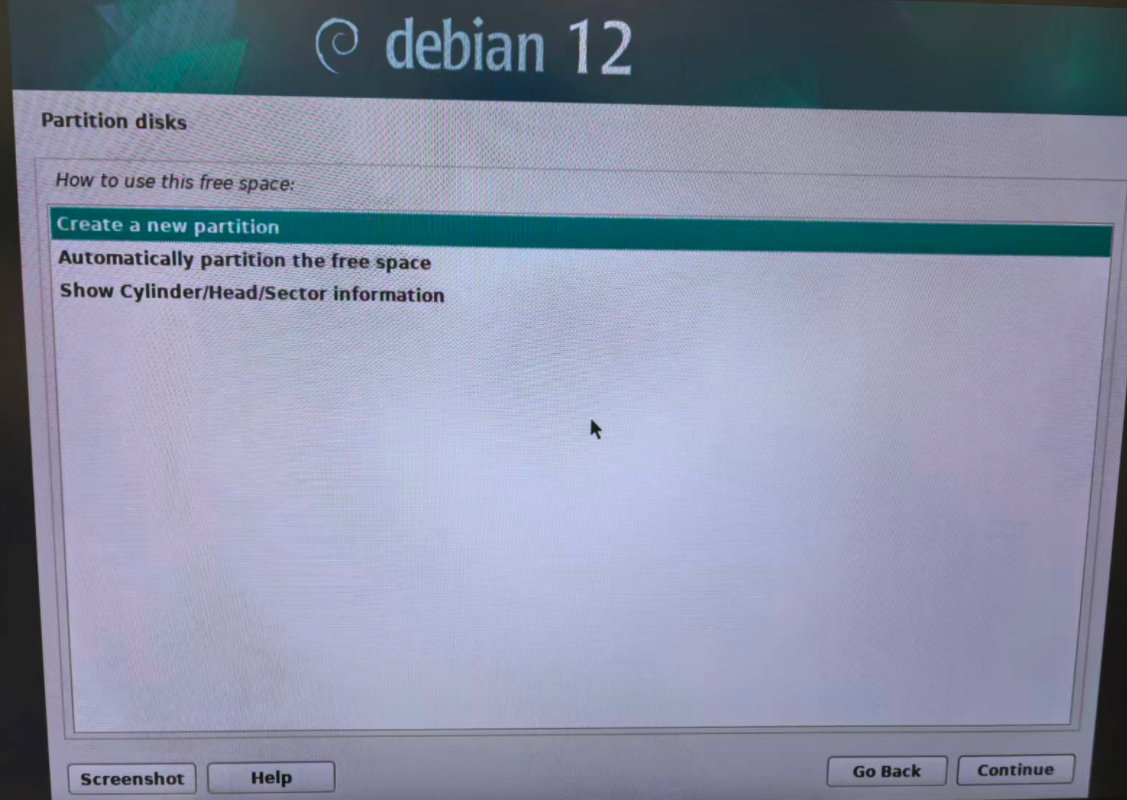 debian 12
Partition disks
How to use this free space:
Create a new partition
Automatically partition the free space
Show Cylinder/Head/Sector information
Screenshot
Help
Go Back
Continue